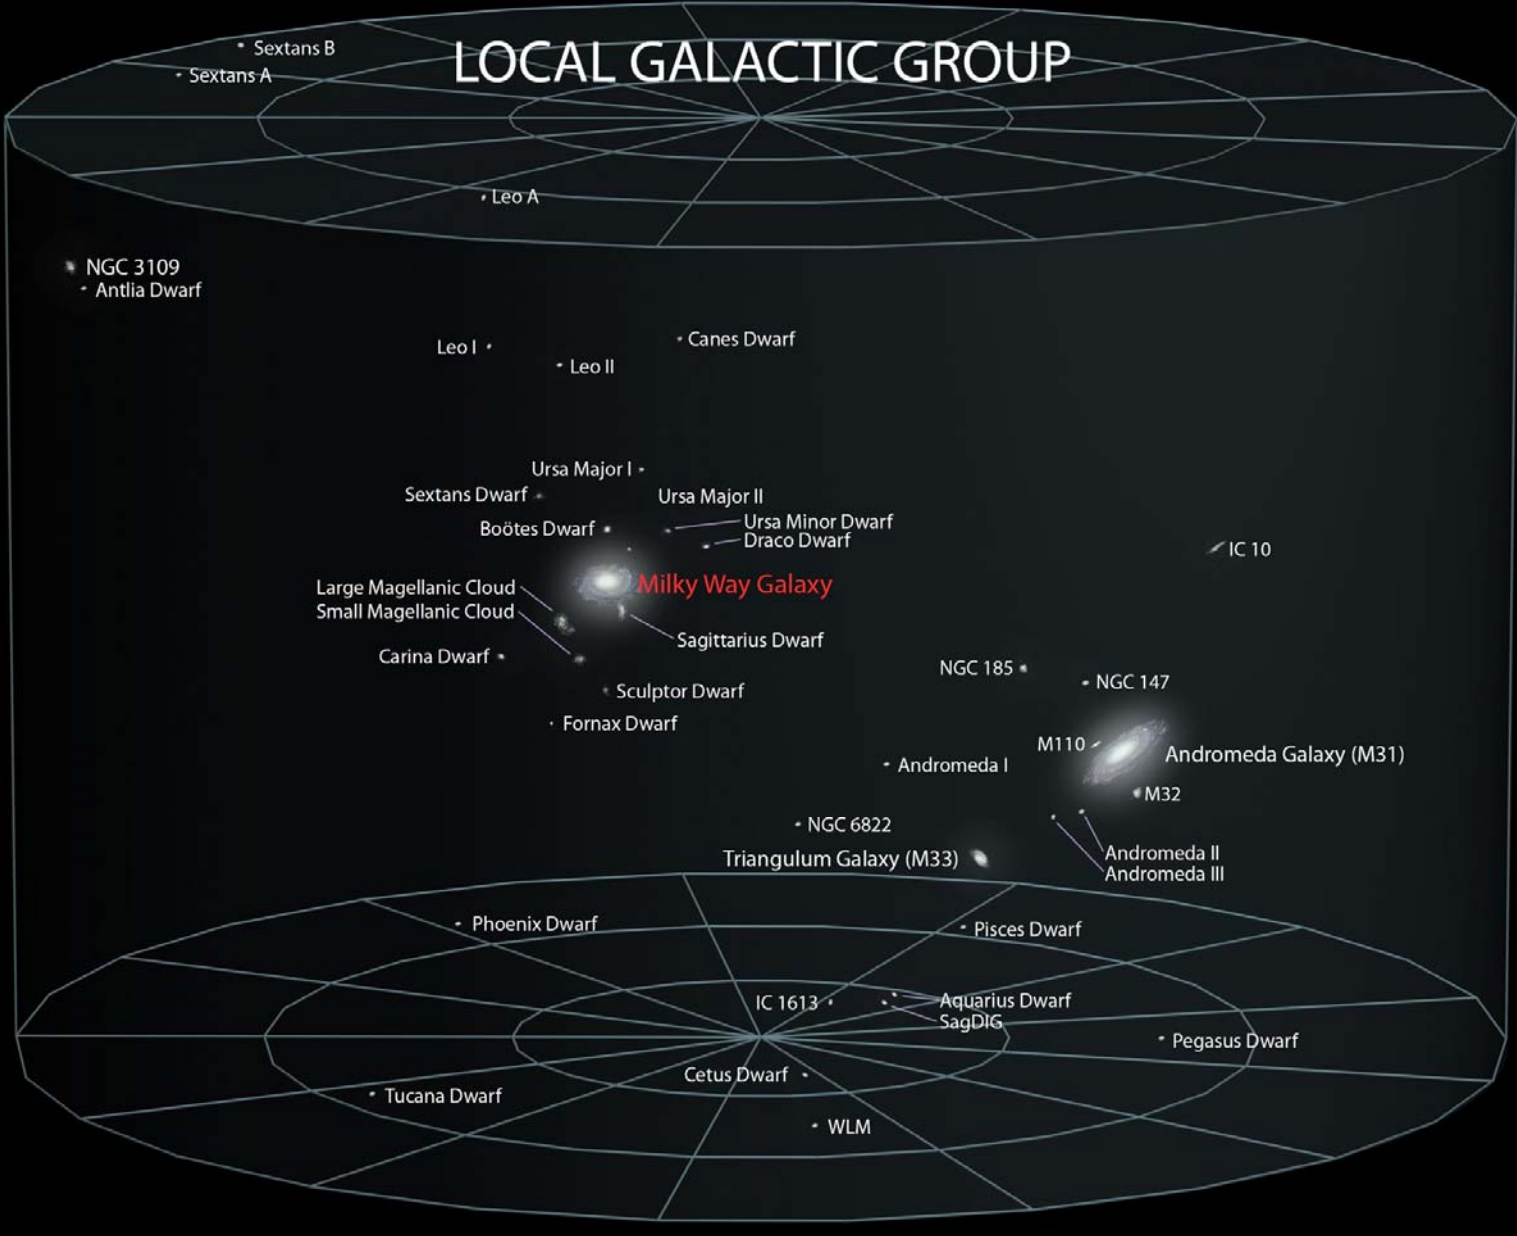 Sextans B
LOCAL GALACTIC GROUP
Sextans A
Leo A
NGC 3109
Antlia Dwarf
Canes Dwarf
Leo I
Leo II
Ursa Major I
Sextans Dwarf
Ursa Major II
Ursa Minor Dwarf
Boötes Dwarf
Draco Dwarf
IC 10
Milky Way Galaxy
Large Magellanic Cloud
Small Magellanic Cloud
Sagittarius Dwarf
Carina Dwarf
NGC 185
NGC 147
Sculptor Dwarf
Fornax Dwarf
M110
Andromeda Galaxy (M31)
Andromeda I
M32
NGC 6822
Andromeda II
Triangulum Galaxy (M33)
Andromeda III
Phoenix Dwarf
Pisces Dwarf
IC 1613
Aquarius Dwarf
SagDIG
Pegasus Dwarf
Cetus Dwarf
Tucana Dwarf
WLM